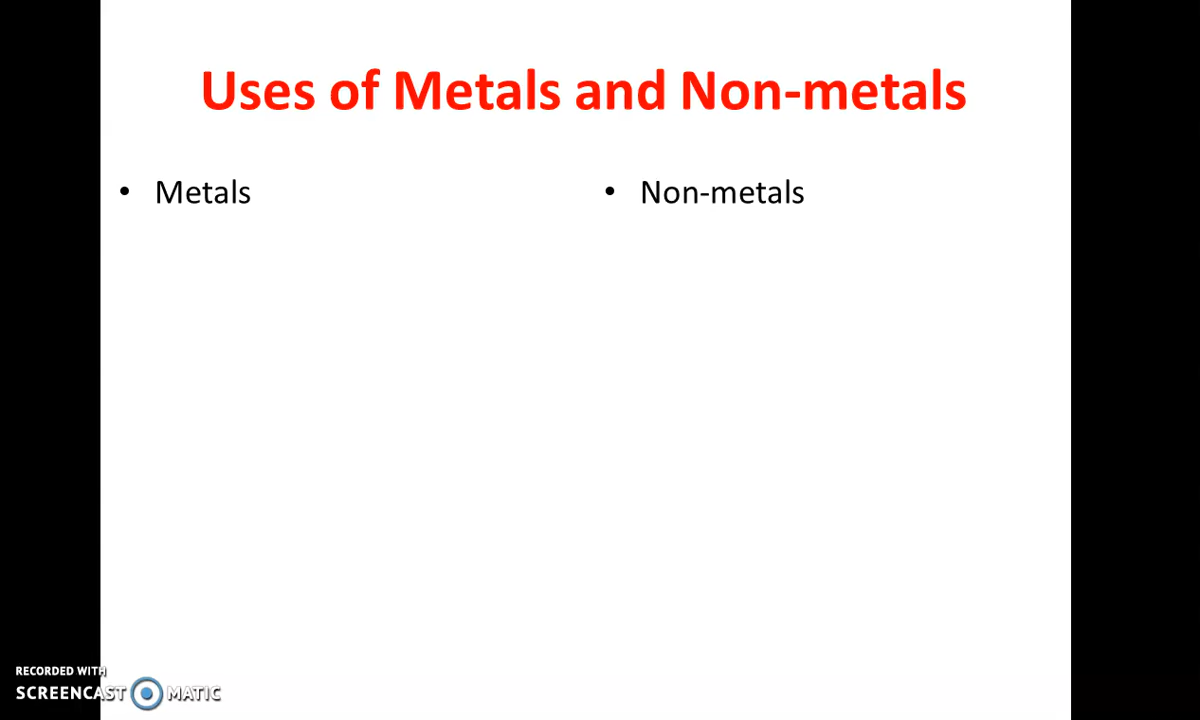 Uses of Metals and Non-metals
• Metals
• Non-metals
RECORDED WITH
SCREENCAST MATIC